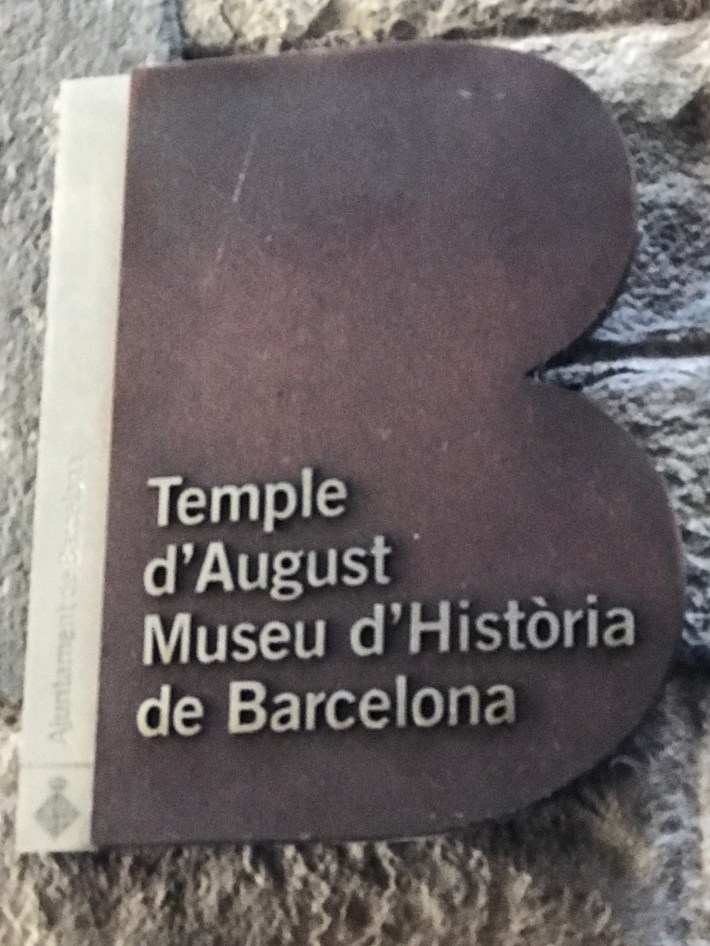 Temple
d'August
Museu d'Història
de Barcelona
Ajuntament de Barcelona